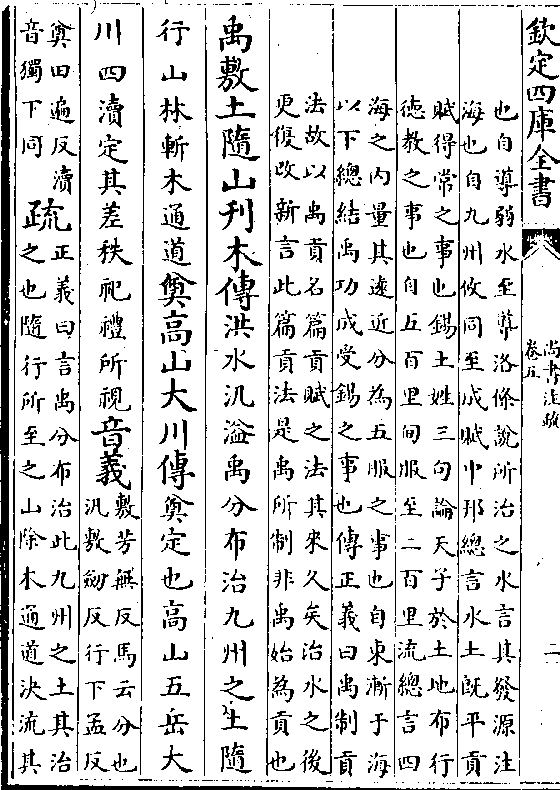 欽定四庫全書
尚書注疏
卷五
二
也自導弱水至導洛條說所治之水言其發源注
海也自九州攸同至成賦中邦總言水土既平貢
賦得常之事也錫土姓三句論天子於土地布行
徳教之事也自五百里甸服至二百里流總言四
海之内量其逺近分為五服之事也自東漸于海
以下總結禹功成受錫之事也傳正義曰禹制貢
法故以禹貢名篇貢賦之法其來久矣治水之後
更復改新言此篇貢法是禹所制非禹始為貢也
禹敷土隨山刋木傳洪水汎溢禹分布治九州之土隨
行山林斬木通道奠高山大川傳奠定也高山五岳大
川四瀆定其差秩祀禮所視音義敷芳無反馬云分也
汎敷劒反行下孟反
奠田遍反瀆
音獨下同
疏正義曰言禹分布治此九州之土其治
之也隨行所至之山除木通道決流其